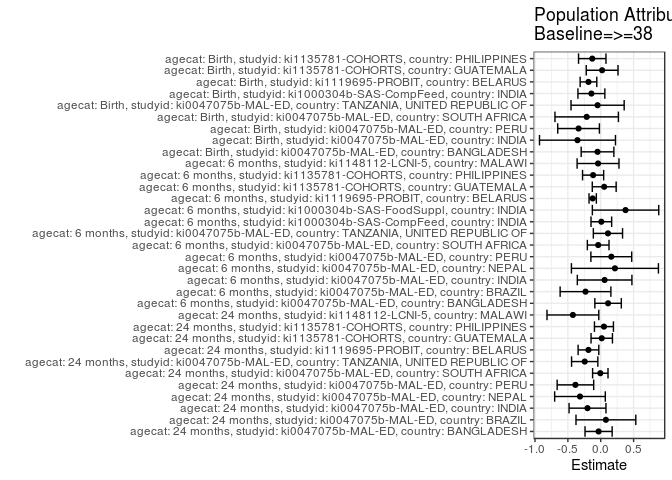 Population Attribu
Baseline=>=38
agecat: Birth, studyid: ki1135781-COHORTS, country: PHILIPPINES
agecat: Birth, studyid: ki1135781-COHORTS, country: GUATEMALA
agecat: Birth, studyid: ki1119695-PROBIT, country: BELARUS
agecat: Birth, studyid: ki1000304b-SAS-CompFeed, country: INDIA
agecat: Birth, studyid: ki0047075b-MAL-ED, country: TANZANIA, UNITED REPUBLIC OF
agecat: Birth, studyid: ki0047075b-MAL-ED, country: SOUTH AFRICA
agecat: Birth, studyid: ki0047075b-MAL-ED, country: PERU
agecat: Birth, studyid: ki0047075b-MAL-ED, country: INDIA
agecat: Birth, studyid: ki0047075b-MAL-ED, country: BANGLADESH
agecat: 6 months, studyid: ki1148112-LCNI-5, country: MALAWI
agecat: 6 months, studyid: ki1135781-COHORTS, country: PHILIPPINES
agecat: 6 months, studyid: ki1135781-COHORTS, country: GUATEMALA
agecat: 6 months, studyid: ki1119695-PROBIT, country: BELARUS
agecat: 6 months, studyid: ki1000304b-SAS-FoodSuppl, country: INDIA
agecat: 6 months, studyid: ki1000304b-SAS-CompFeed, country: INDIA
agecat: 6 months, studyid: ki0047075b-MAL-ED, country: TANZANIA, UNITED REPUBLIC OF
agecat: 6 months, studyid: ki0047075b-MAL-ED, country: SOUTH AFRICA
agecat: 6 months, studyid: ki0047075b-MAL-ED, country: PERU
agecat: 6 months, studyid: ki0047075b-MAL-ED, country: NEPAL
agecat: 6 months, studyid: ki0047075b-MAL-ED, country: INDIA
agecat: 6 months, studyid: ki0047075b-MAL-ED, country: BRAZIL
agecat: 6 months, studyid: ki0047075b-MAL-ED, country: BANGLADESH
agecat: 24 months, studyid: ki1148112-LCNI-5, country: MALAWI
agecat: 24 months, studyid: ki1135781-COHORTS, country: PHILIPPINES
agecat: 24 months, studyid: ki1135781-COHORTS, country: GUATEMALA
agecat: 24 months, studyid: ki1119695-PROBIT, country: BELARUS
agecat: 24 months, studyid: ki0047075b-MAL-ED, country: TANZANIA, UNITED REPUBLIC OF
agecat: 24 months, studyid: ki0047075b-MAL-ED, country: SOUTH AFRICA
agecat: 24 months, studyid: ki0047075b-MAL-ED, country: PERU
agecat: 24 months, studyid: ki0047075b-MAL-ED, country: NEPAL
agecat: 24 months, studyid: ki0047075b-MAL-ED, country: INDIA
agecat: 24 months, studyid: ki0047075b-MAL-ED, country: BRAZIL
agecat: 24 months, studyid: ki0047075b-MAL-ED, country: BANGLADESH
-1.0 -0.5 0.0 0.5
Estimate